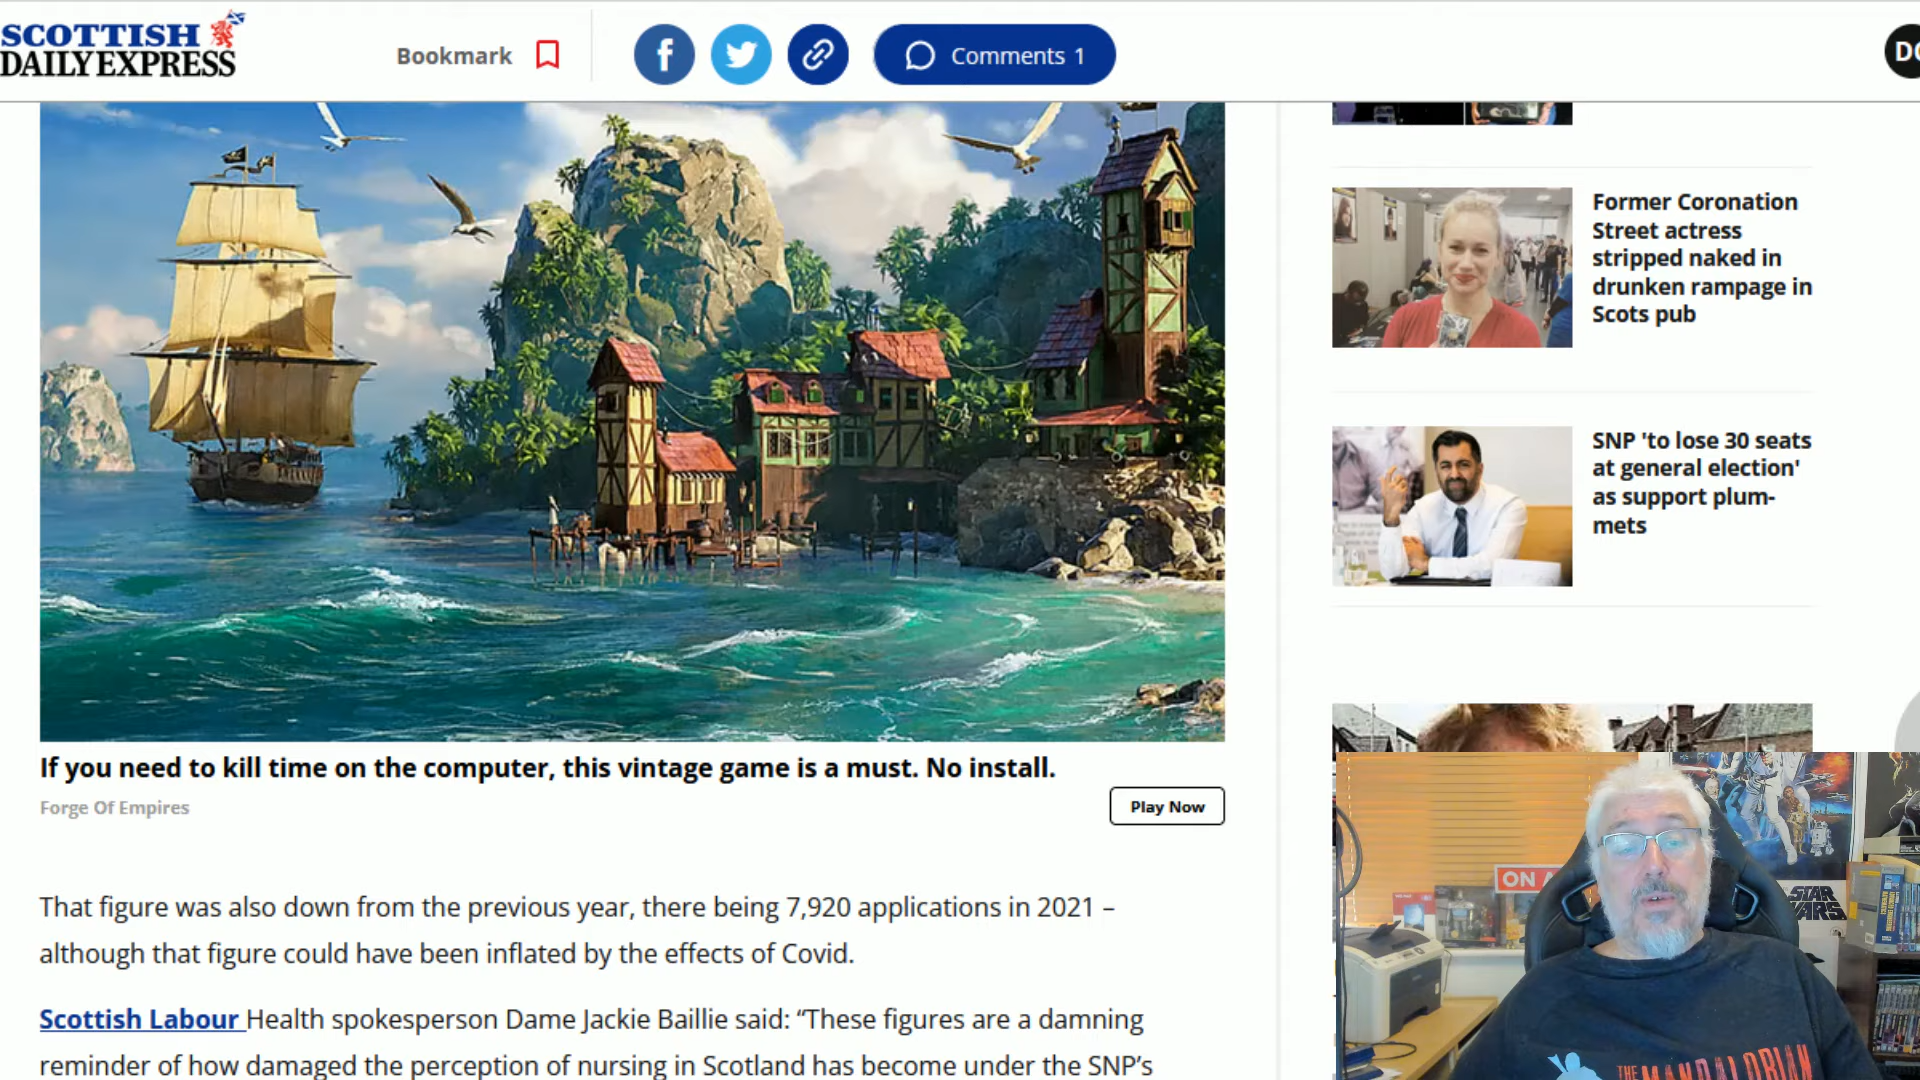 SCOTTISH
DAILY EXPRESS
Bookmark
Comments 1
Former Coronation
Street actress
stripped naked in
drunken rampage in
Scots pub
SNP 'to lose 30 seats
at general election'
as support plum-
mets
If you need to kill time on the computer, this vintage game is a must. No install.
Forge Of Empires
Play Now
That figure was also down from the previous year, there being 7,920 applications in 2021 –
although that figure could have been inflated by the effects of Covid.
Scottish Labour Health spokesperson Dame Jackie Baillie said: “These figures are a damning
reminder of how damaged the perception of nursing in Scotland has become under the SNP’s
ON
STAR
WARS
THE MANDALORIAN